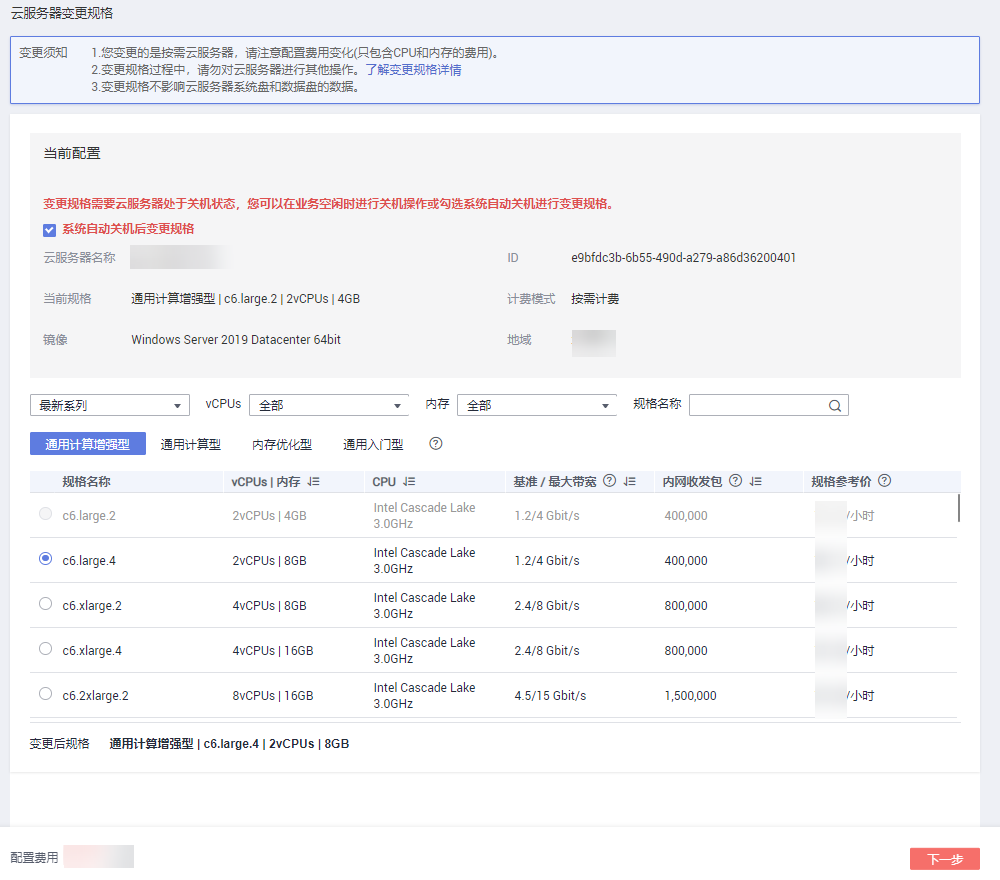 云服务器变更规格
变更须知 1.您变更的是按需云服务器，请注意配置费用变化(只包含CPU和内存的费用)。
2.变更规格过程中，请勿对云服务器进行其他操作。了解变更规格详情
3.变更规格不影响云服务器系统盘和数据盘的数据。
当前配置
变更规格需要云服务器处于关机状态，您可以在业务空闲时进行关机操作或勾选系统自动关机进行变更规格。
系统自动关机后变更规格
云服务器名称 ID e9bfdc3b-6b55-490d-a279-a86d36200401
当前规格 通用计算增强型 | c6.large.2 | 2vCPUs | 4GB 计费模式 按需计费
镜像 Windows Server 2019 Datacenter 64bit 地域
最新系列 vCPUs 全部 内存 全部 规格名称
通用计算增强型 通用计算型 内存优化型 通用入门型 ?
规格名称 vCPUs | 内存 CPU 基准 / 最大带宽 ? 内网收发包 ? 规格参考价 ?
c6.large.2 2vCPUs | 4GB Intel Cascade Lake 3.0GHz 1.2/4 Gbit/s 400,000 /小时
c6.large.4 2vCPUs | 8GB Intel Cascade Lake 3.0GHz 1.2/4 Gbit/s 400,000 /小时
c6.xlarge.2 4vCPUs | 8GB Intel Cascade Lake 3.0GHz 2.4/8 Gbit/s 800,000 /小时
c6.xlarge.4 4vCPUs | 16GB Intel Cascade Lake 3.0GHz 2.4/8 Gbit/s 800,000 /小时
c6.2xlarge.2 8vCPUs | 16GB Intel Cascade Lake 3.0GHz 4.5/15 Gbit/s 1,500,000 /小时
变更后规格 通用计算增强型 | c6.large.4 | 2vCPUs | 8GB
配置费用 下一步